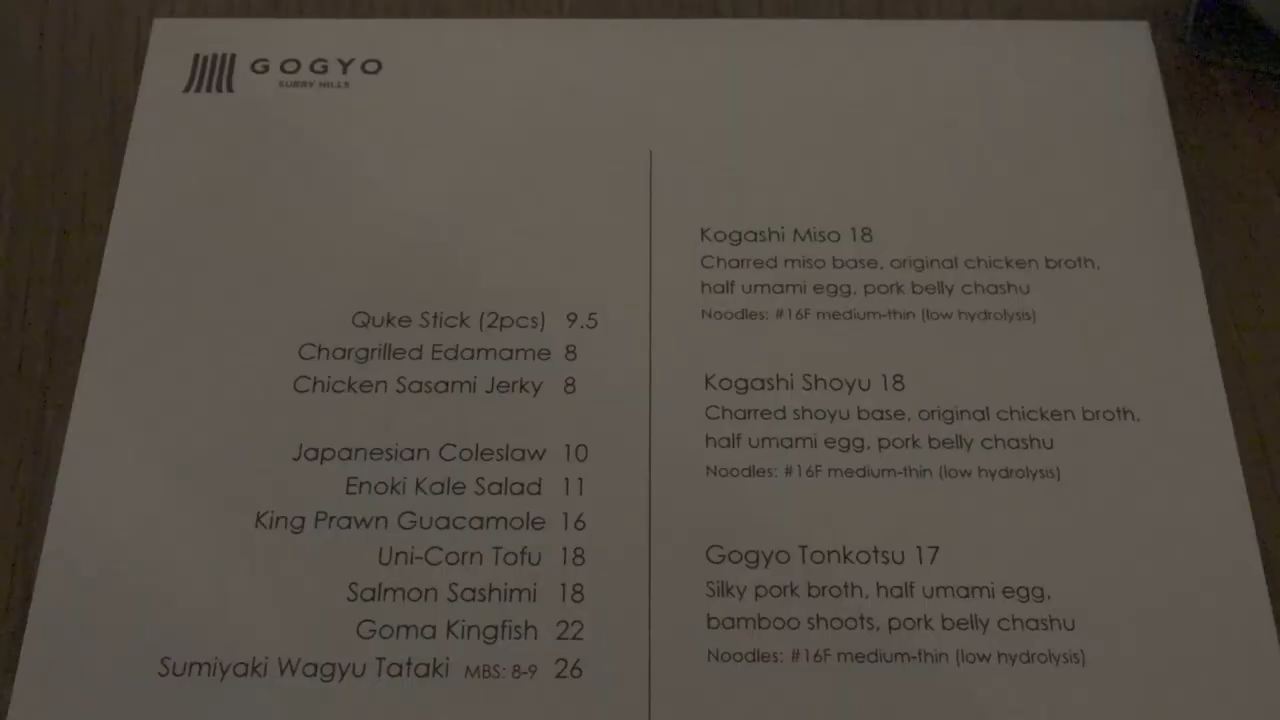 GOGYO
SURRY HILLS
Quke Stick (2pcs) 9.5
Chargrilled Edamame 8
Chicken Sasami Jerky 8
Japanesian Coleslaw 10
Enoki Kale Salad 11
King Prawn Guacamole 16
Uni-Corn Tofu 18
Salmon Sashimi 18
Goma Kingfish 22
Sumiyaki Wagyu Tataki MBS: 8-9 26
Kogashi Miso 18
Charred miso base, original chicken broth,
half umami egg, pork belly chashu
Noodles: #16F medium-thin (low hydrolysis)
Kogashi Shoyu 18
Charred shoyu base, original chicken broth,
half umami egg, pork belly chashu
Noodles: #16F medium-thin (low hydrolysis)
Gogyo Tonkotsu 17
Silky pork broth, half umami egg,
bamboo shoots, pork belly chashu
Noodles: #16F medium-thin (low hydrolysis)